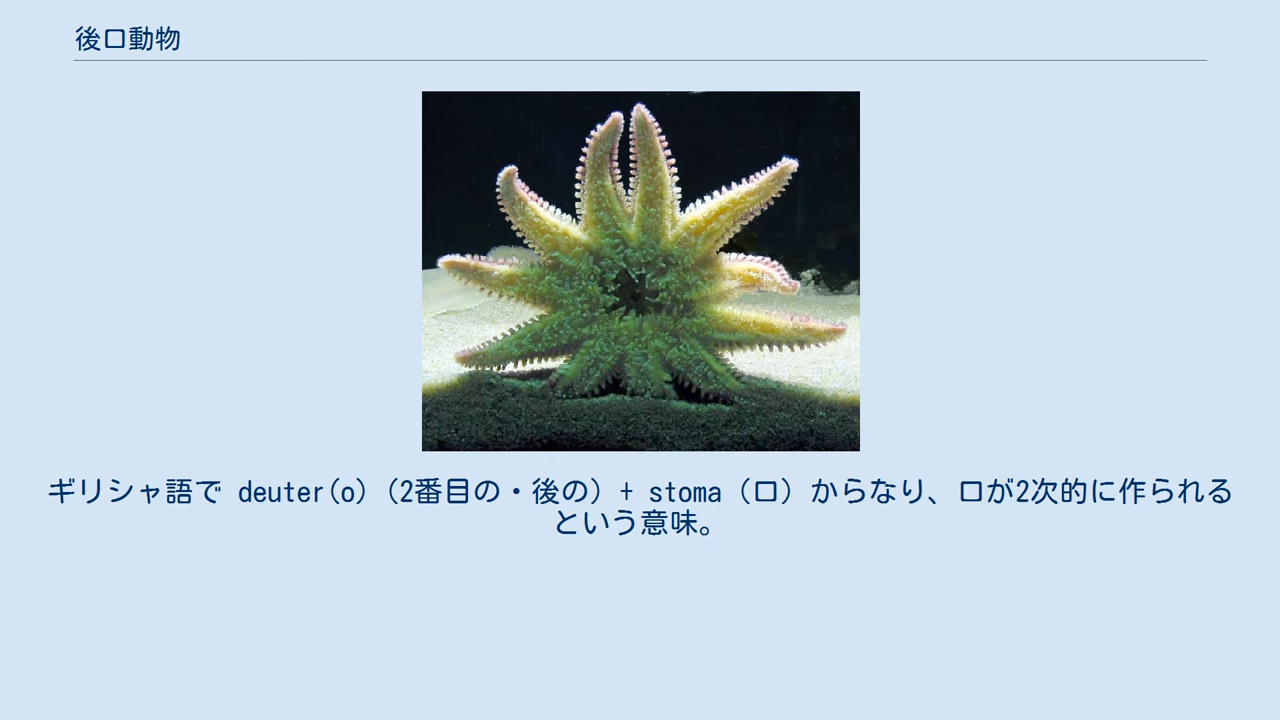 後口動物
ギリシャ語で deuter(o)（2番目の・後の）+ stoma（口）からなり、口が2次的に作られる
という意味。